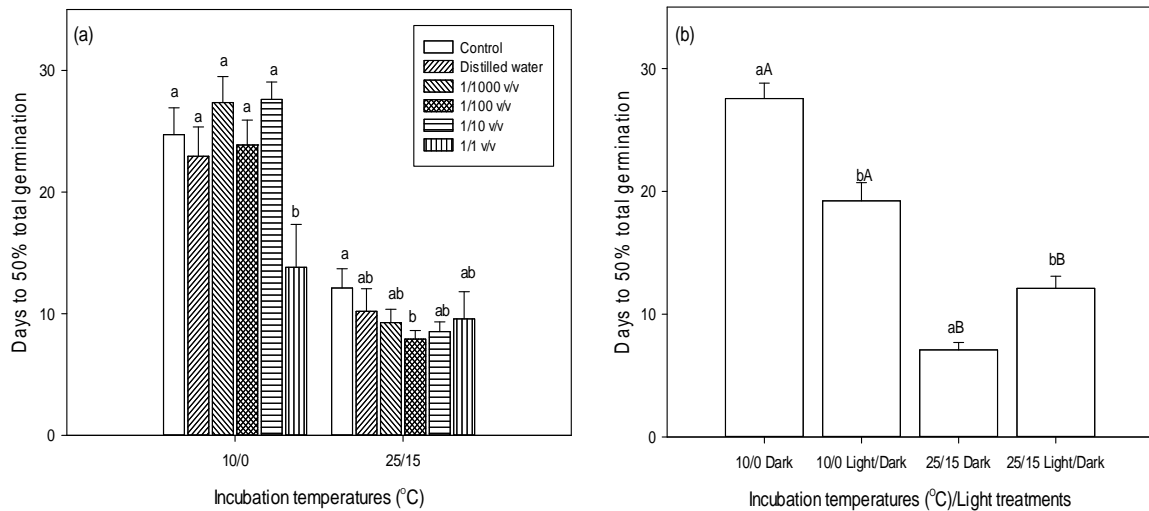 (a)
Days to 50% total germination
30
20
10
0
a
a
a
a
a
b
a
ab
ab
b
ab
ab
Control
Distilled water
1/1000 v/v
1/100 v/v
1/10 v/v
1/1 v/v
10/0
25/15
Incubation temperatures (°C)
(b)
Days to 50% total germination
30
20
10
0
aA
bA
aB
bB
10/0 Dark
10/0 Light/Dark
25/15 Dark
25/15 Light/Dark
Incubation temperatures (°C)/Light treatments